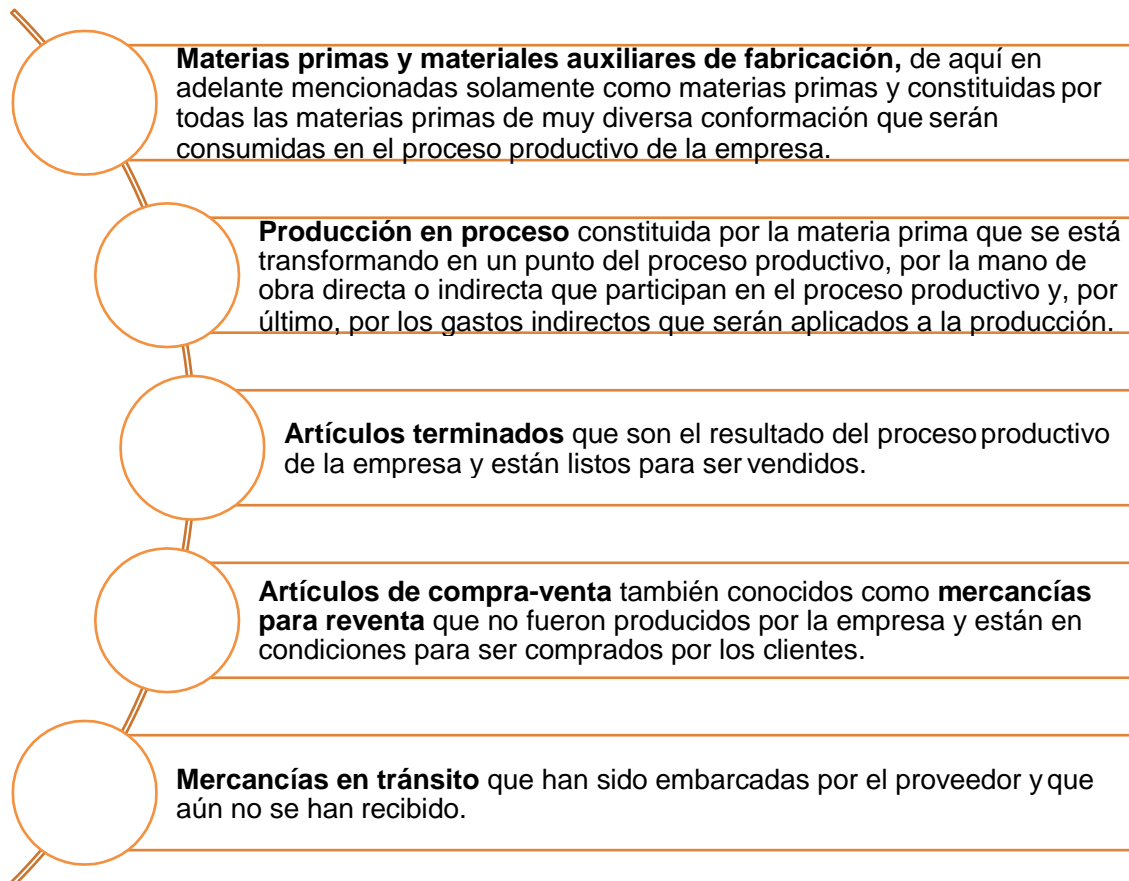 Materias primas y materiales auxiliares de fabricación, de aquí en
adelante mencionadas solamente como materias primas y constituidas por
todas las materias primas de muy diversa conformación que serán
consumidas en el proceso productivo de la empresa.
Producción en proceso constituida por la materia prima que se está
transformando en un punto del proceso productivo, por la mano de
obra directa o indirecta que participan en el proceso productivo y, por
último, por los gastos indirectos que serán aplicados a la producción.
Artículos terminados que son el resultado del proceso productivo
de la empresa y están listos para ser vendidos.
Artículos de compra-venta también conocidos como mercancías
para reventa que no fueron producidos por la empresa y están en
condiciones para ser comprados por los clientes.
Mercancías en tránsito que han sido embarcadas por el proveedor y que
aún no se han recibido.